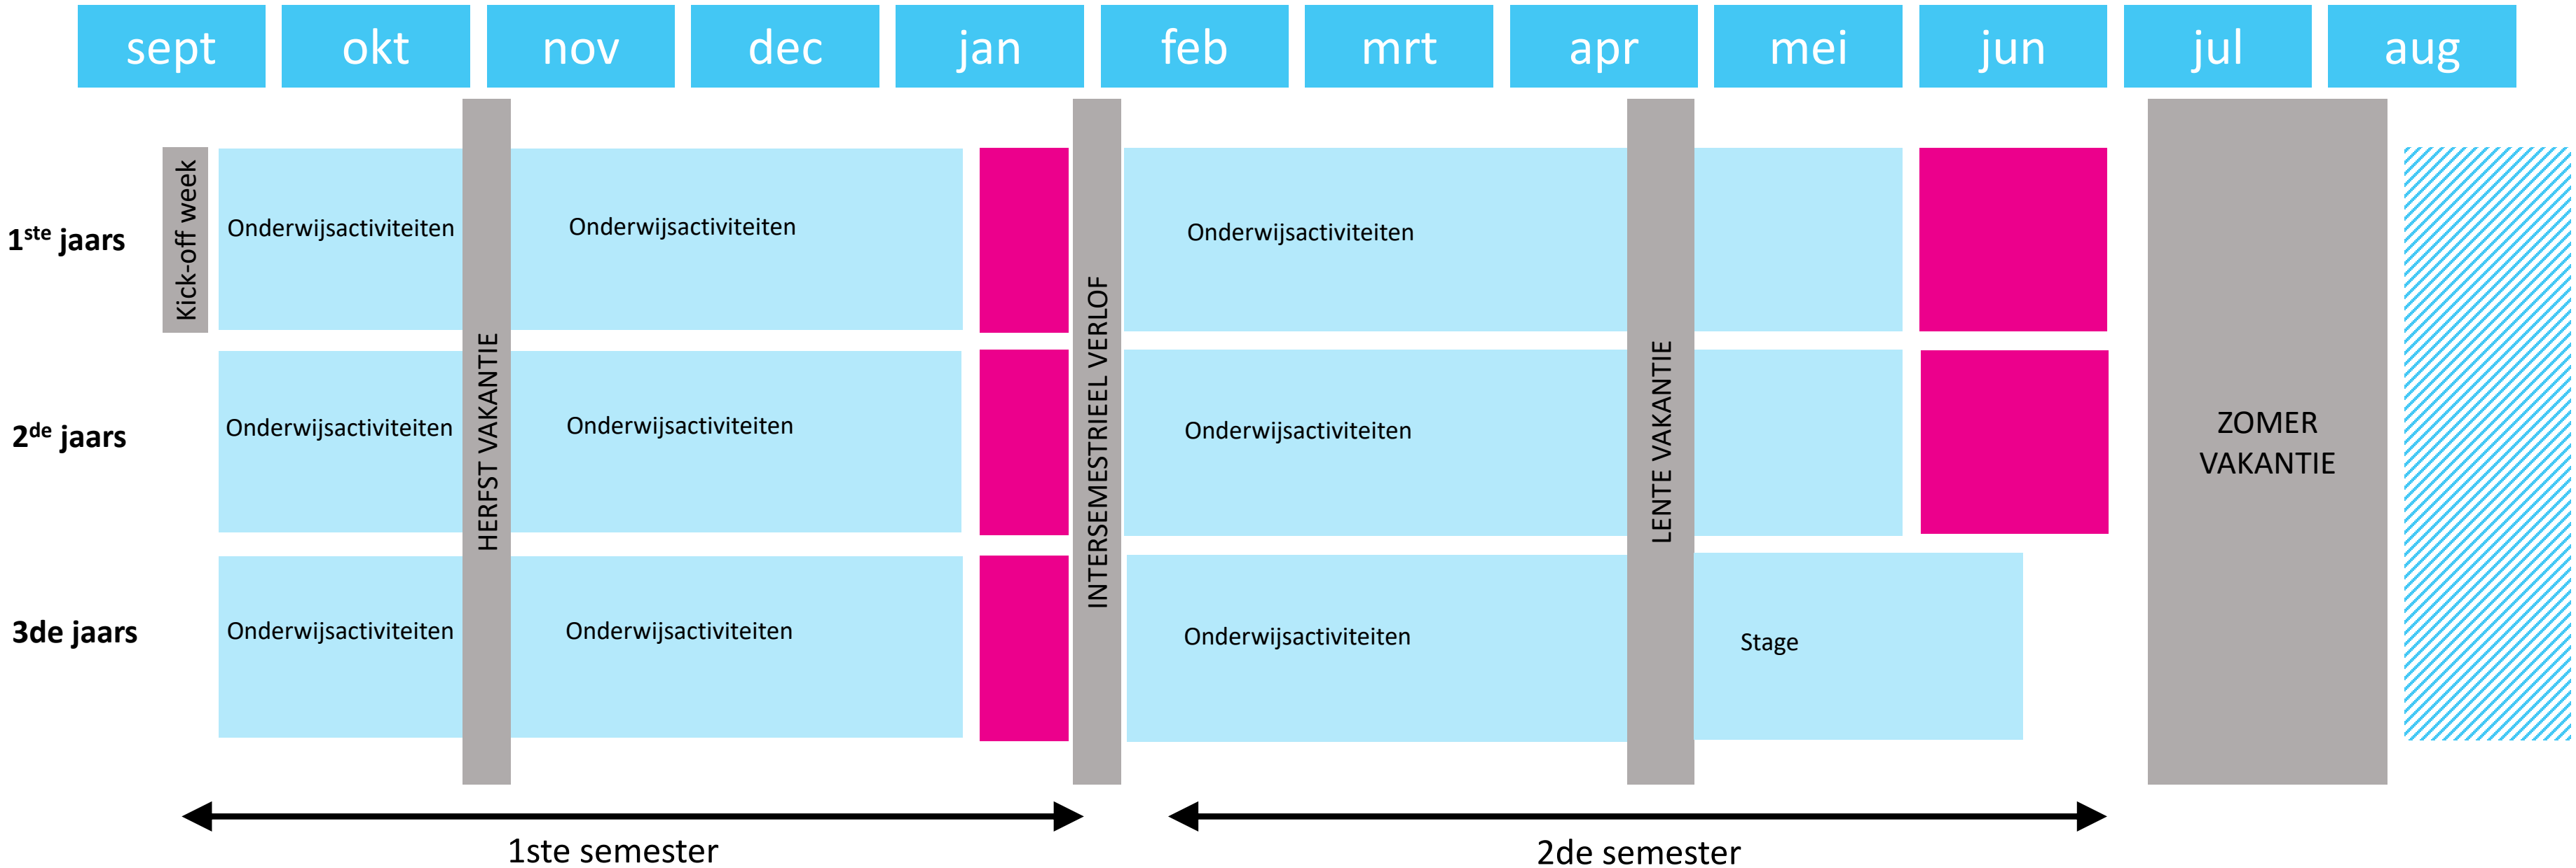 sept okt nov dec jan feb mrt apr mei jun jul aug
1ste jaars
Kick-off week
Onderwijsactiviteiten
Onderwijsactiviteiten
Onderwijsactiviteiten
2de jaars
Onderwijsactiviteiten
Onderwijsactiviteiten
Onderwijsactiviteiten
3de jaars
Onderwijsactiviteiten
Onderwijsactiviteiten
Onderwijsactiviteiten
Stage
HERFST VAKANTIE
INTERSEMESTRIEEL VERLOF
LENTE VAKANTIE
ZOMER
VAKANTIE
1ste semester
2de semester